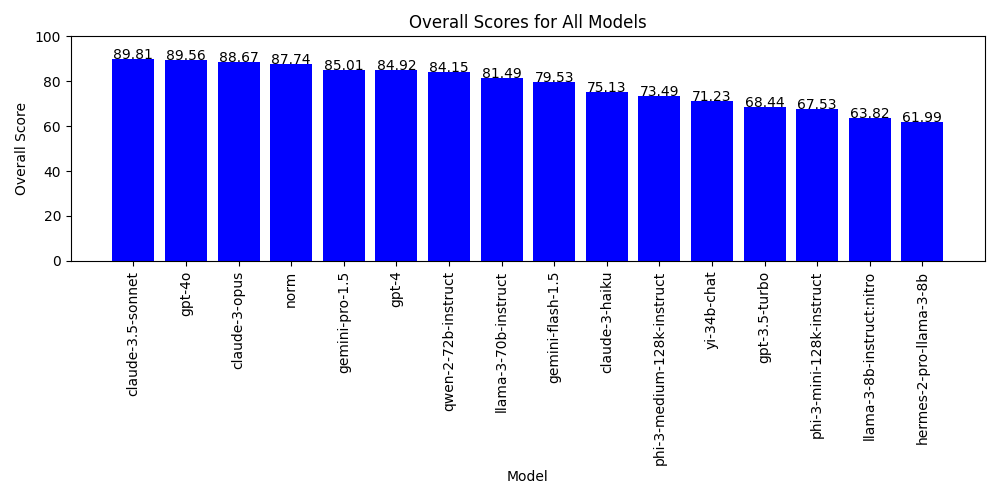 Overall Scores for All Models
Overall Score
100
80
60
40
20
0
89.81
89.56
88.67
87.74
85.01
84.92
84.15
81.49
79.53
75.13
73.49
71.23
68.44
67.53
63.82
61.99
claude-3.5-sonnet
gpt-4o
claude-3-opus
norm
gemini-pro-1.5
gpt-4
qwen-2-72b-instruct
llama-3-70b-instruct
gemini-flash-1.5
claude-3-haiku
phi-3-medium-128k-instruct
yi-34b-chat
gpt-3.5-turbo
phi-3-mini-128k-instruct
llama-3-8b-instruct:nitro
hermes-2-pro-llama-3-8b
Model